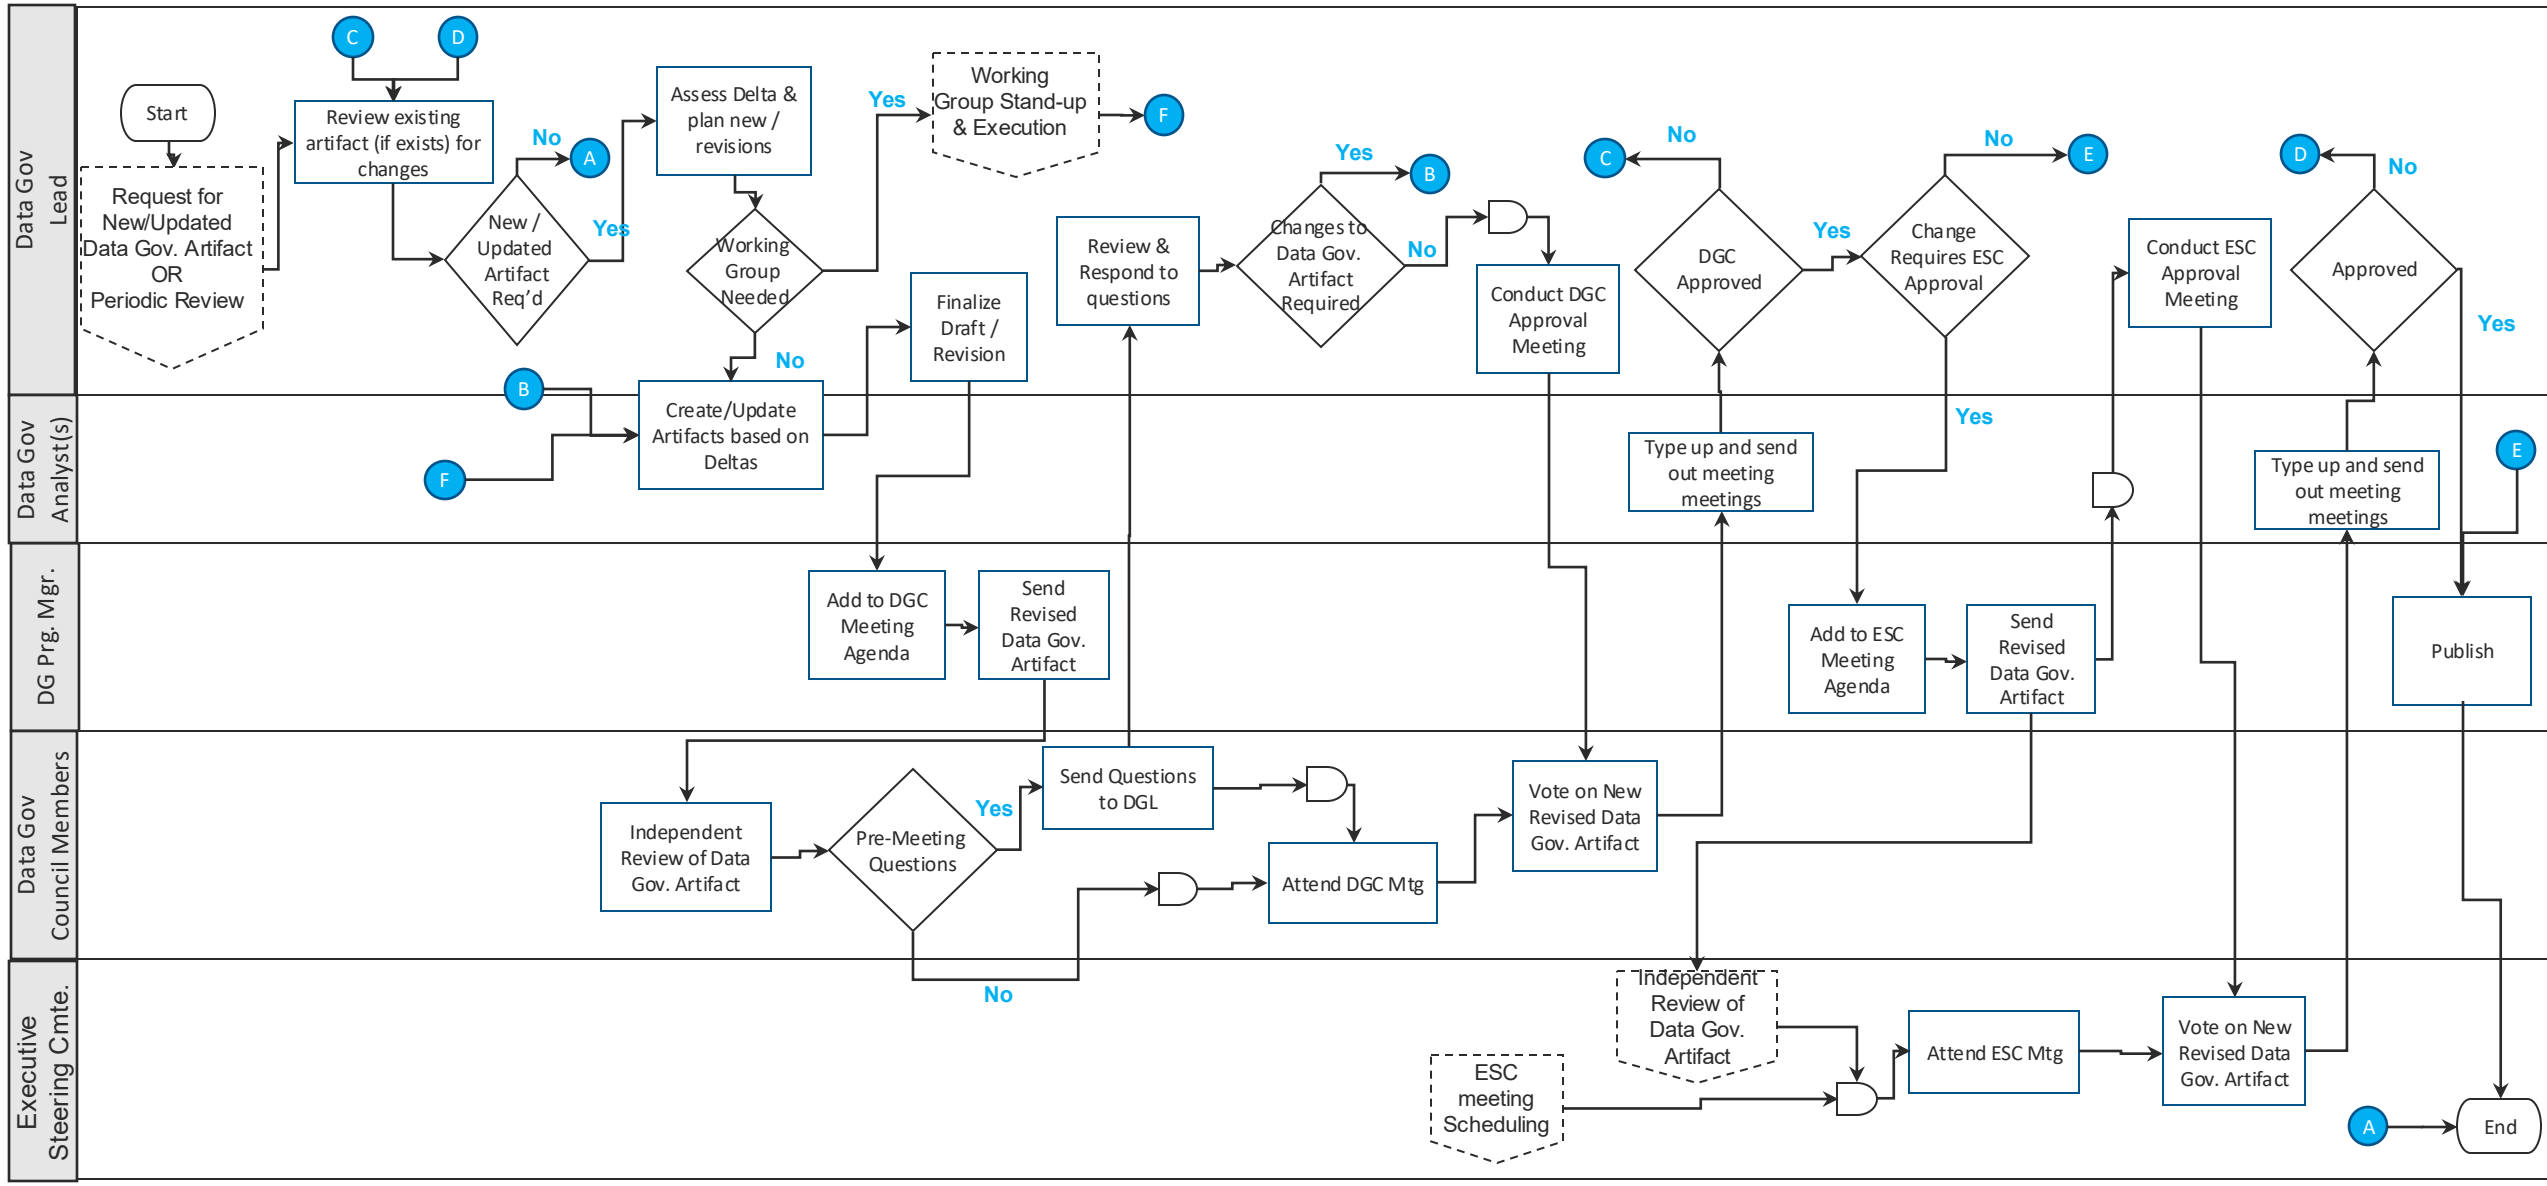 Data Gov
Lead
C
D
Start
Request for
New/Updated
Data Gov. Artifact
OR
Periodic Review
Review existing
artifact (if exists) for
changes
No
A
New /
Updated
Artifact
Req'd
Yes
Assess Delta &
plan new /
revisions
Working
Group
Needed
Yes
No
Working
Group Stand-up
& Execution
F
Finalize
Draft /
Revision
Review &
Respond to
questions
Changes to
Data Gov.
Artifact
Required
Yes
B
No
Conduct DGC
Approval
Meeting
C
No
DGC
Approved
Yes
Change
Requires ESC
Approval
No
E
Yes
Conduct ESC
Approval
Meeting
D
No
Approved
Yes
Data Gov
Analyst(s)
B
F
Create/Update
Artifacts based on
Deltas
Type up and send
out meeting
meetings
Type up and send
out meeting
meetings
E
DG Prg. Mgr.
Add to DGC
Meeting
Agenda
Send
Revised
Data Gov.
Artifact
Add to ESC
Meeting
Agenda
Send
Revised
Data Gov.
Artifact
Publish
Data Gov
Council Members
Independent
Review of Data
Gov. Artifact
Pre-Meeting
Questions
Yes
No
Send Questions
to DGL
Attend DGC Mtg
Vote on New
Revised Data
Gov. Artifact
Executive
Steering Cmte.
ESC
meeting
Scheduling
Independent
Review of
Data Gov.
Artifact
Attend ESC Mtg
Vote on New
Revised Data
Gov. Artifact
A
End